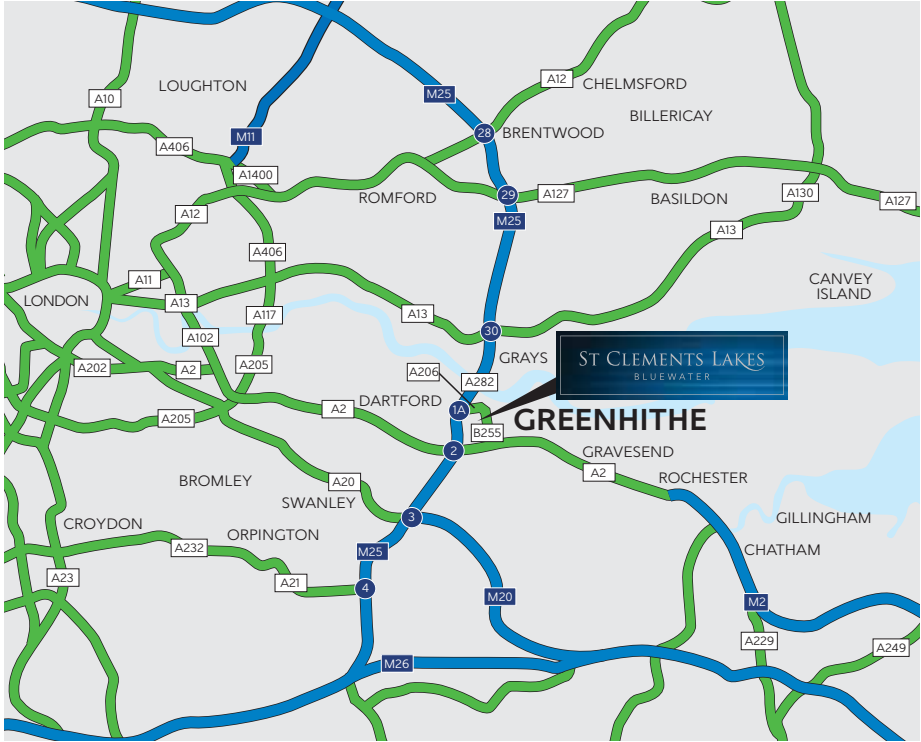 A12
CHELMSFORD
LOUGHTON
M25
A10
BILLERICAY
28
BRENTWOOD
M11
A406
A1400
29
A127
A130
ROMFORD
BASILDON
A127
A12
M25
A13
A406
A11
CANVEY
ISLAND
LONDON
A13
A13
A117
30
A102
GRAYS
ST CLEMENTS LAKES
BLUEWATER
A202
A2
A205
A206
A282
DARTFORD
A205
A2
1A
GREENHITHE
B255
2
GRAVESEND
A2
BROMLEY
A20
ROCHESTER
SWANLEY
3
GILLINGHAM
CROYDON
ORPINGTON
A232
M25
CHATHAM
A23
A21
4
M20
M2
A229
A249
M26